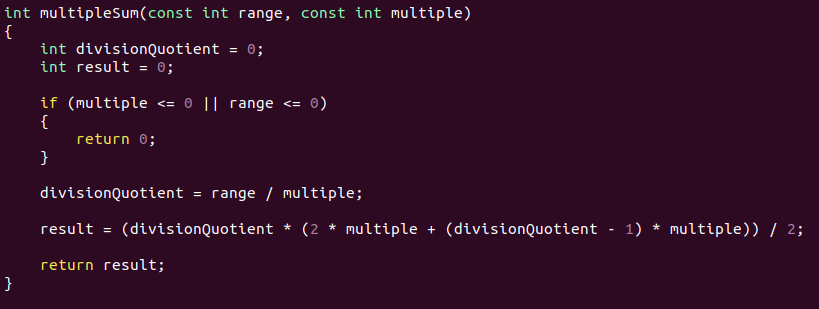 int multipleSum(const int range, const int multiple)
{
    int divisionQuotient = 0;
    int result = 0;

    if (multiple <= 0 || range <= 0)
    {
        return 0;
    }

    divisionQuotient = range / multiple;

    result = (divisionQuotient * (2 * multiple + (divisionQuotient - 1) * multiple)) / 2;

    return result;
}